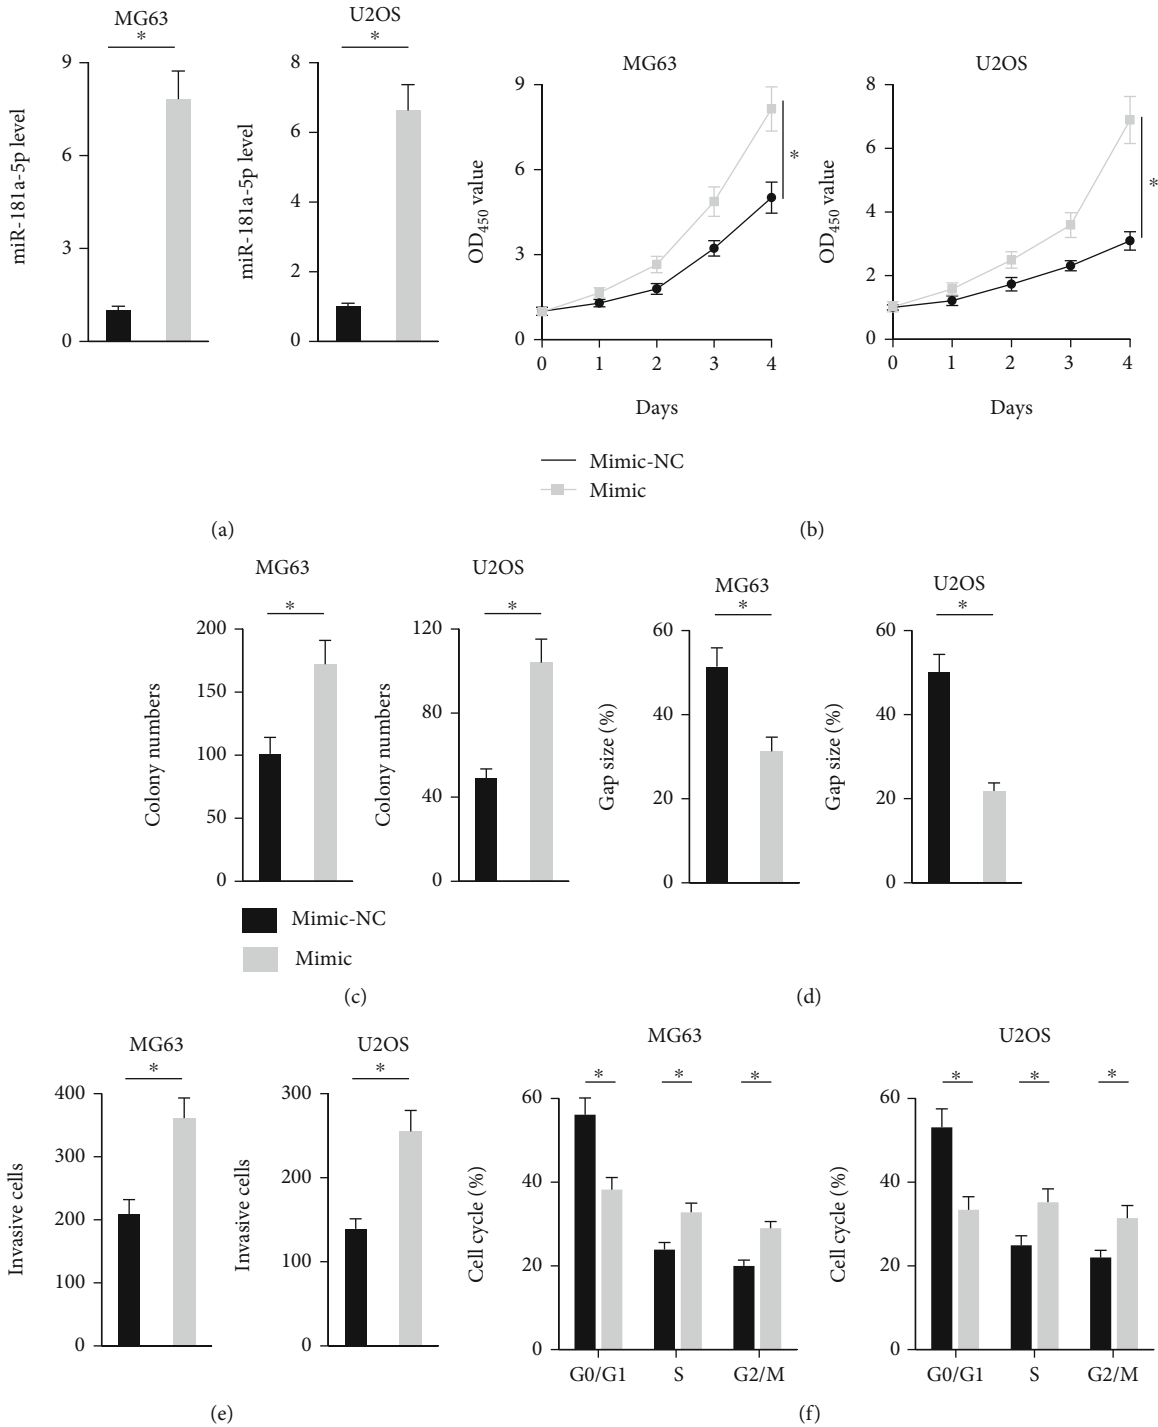 MG63
*
miR-181a-5p level
9
6
3
0
U2OS
*
miR-181a-5p level
8
6
4
2
0
MG63
OD450 value
9
6
3
0
*
0 1 2 3 4
Days
U2OS
OD450 value
8
6
4
2
0
*
0 1 2 3 4
Days
Mimic-NC
Mimic
(a)
(b)
MG63
*
Colony numbers
200
150
100
50
0
U2OS
*
Colony numbers
120
80
40
0
MG63
*
Gap size (%)
60
40
20
0
U2OS
*
Gap size (%)
60
40
20
0
Mimic-NC
Mimic
(c)
(d)
MG63
*
Invasive cells
400
300
200
100
0
U2OS
*
Invasive cells
300
200
100
0
MG63
* * *
Cell cycle (%)
60
40
20
0
G0/G1 S G2/M
U2OS
* * *
Cell cycle (%)
60
40
20
0
G0/G1 S G2/M
(e)
(f)